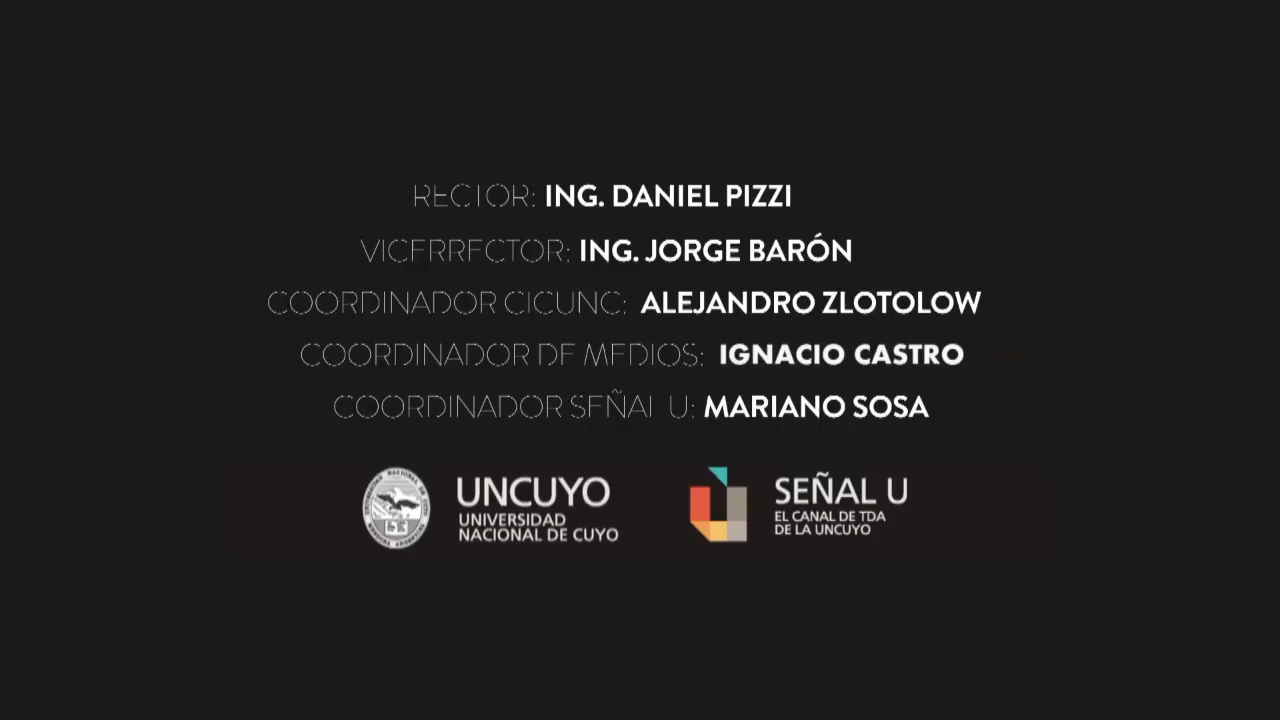 RECTOR: ING. DANIEL PIZZI
VICERRECTOR: ING. JORGE BARÓN
COORDINADOR CICUNC: ALEJANDRO ZLOTOLOW
COORDINADOR DE MEDIOS: IGNACIO CASTRO
COORDINADOR SEÑAL U: MARIANO SOSA
UNCUYO
UNIVERSIDAD
NACIONAL DE CUYO
SEÑAL U
EL CANAL DE TDA
DE LA UNCUYO